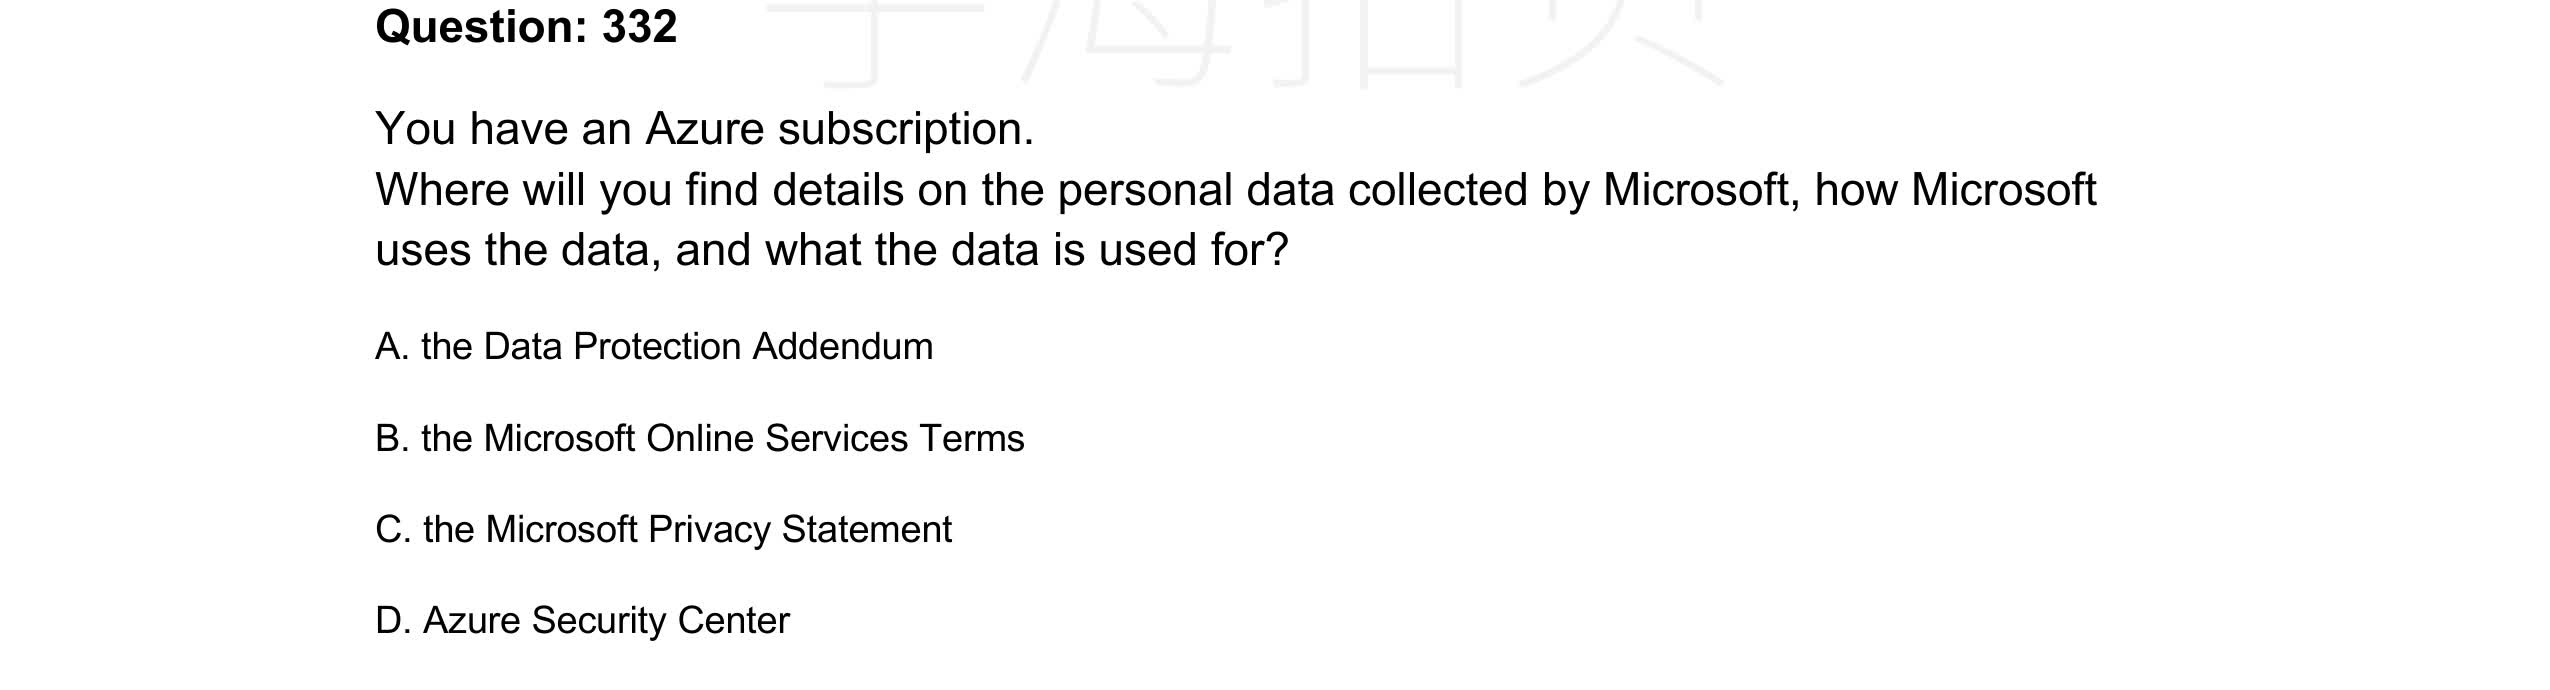 Question: 332
You have an Azure subscription.
Where will you find details on the personal data collected by Microsoft, how Microsoft
uses the data, and what the data is used for?
A. the Data Protection Addendum
B. the Microsoft Online Services Terms
C. the Microsoft Privacy Statement
D. Azure Security Center